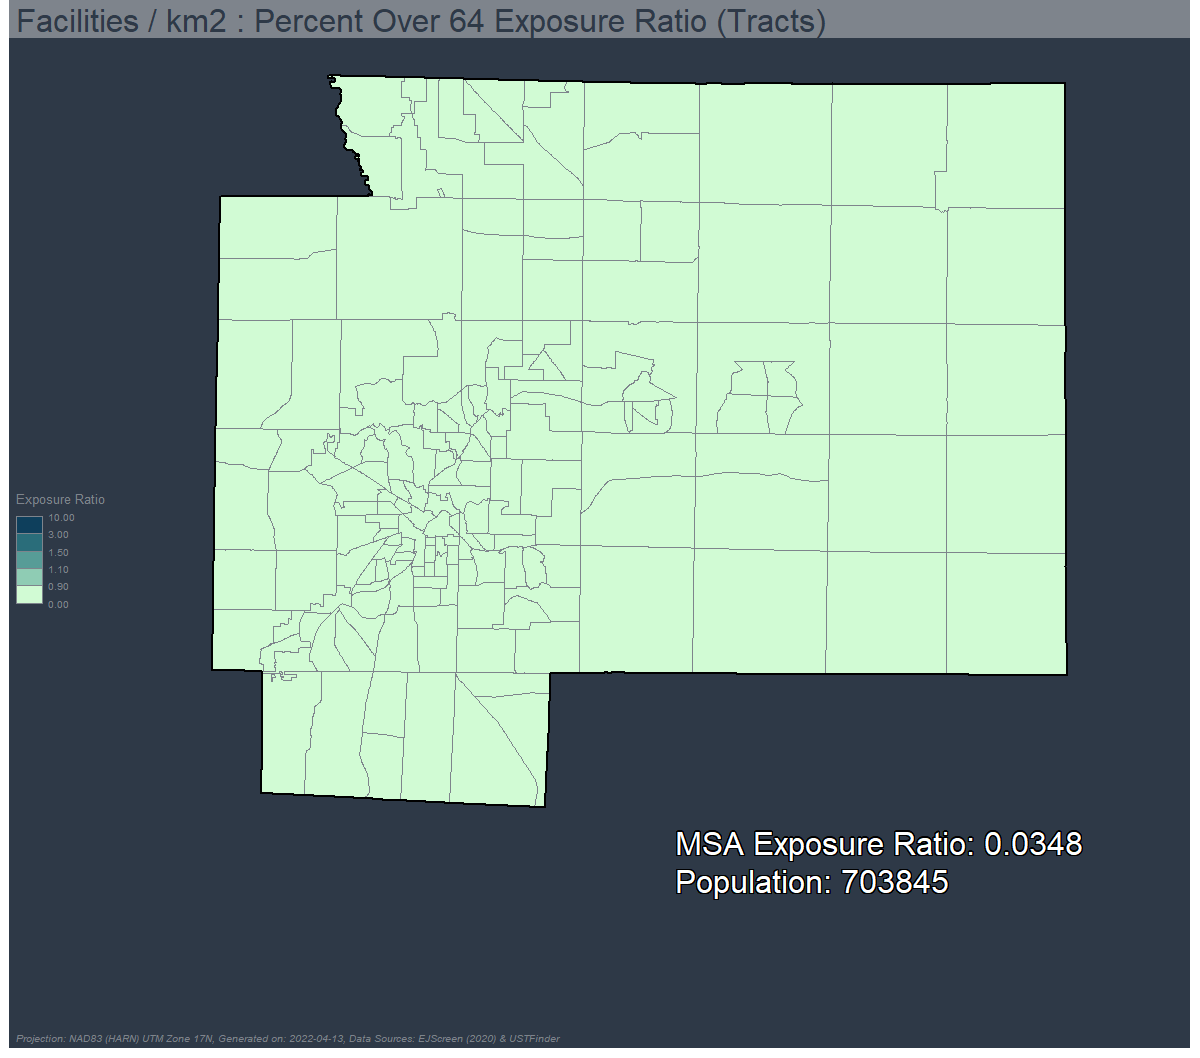 Facilities / km2 : Percent Over 64 Exposure Ratio (Tracts)
Exposure Ratio
10.00
3.00
1.50
1.10
0.90
0.00
MSA Exposure Ratio: 0.0348
Population: 703845
Projection: NAD83 (HARN) UTM Zone 17N, Generated on: 2022-04-13, Data Sources: EJScreen (2020) & USTFinder